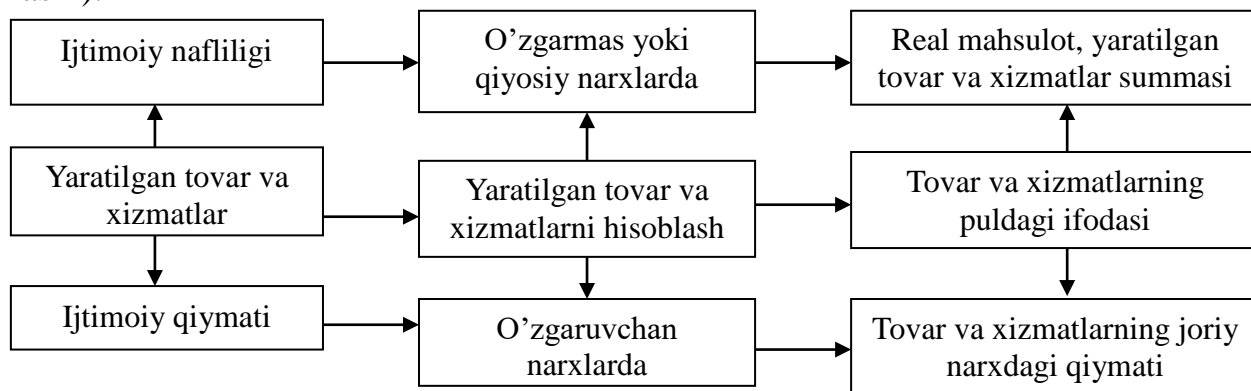 Ijtimoiy nafliligi
O’zgarmas yoki
qiyosiy narxlarda
Real mahsulot, yaratilgan
tovar va xizmatlar summasi
Yaratilgan tovar va
xizmatlar
Yaratilgan tovar va
xizmatlarni hisoblash
Tovar va xizmatlarning
puldagi ifodasi
Ijtimoiy qiymati
O’zgaruvchan
narxlarda
Tovar va xizmatlarning joriy
narxdagi qiymati